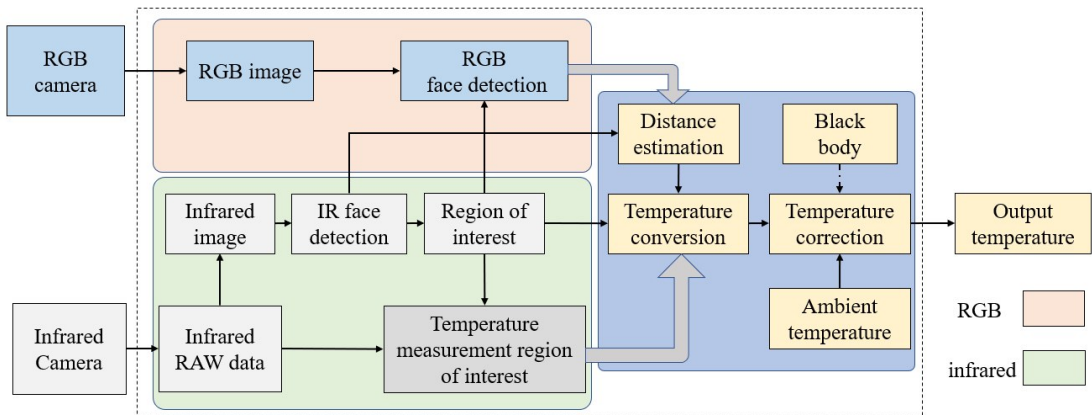 RGB
camera
RGB image
RGB
face detection
Distance
estimation
Black
body
Infrared
image
IR face
detection
Region of
interest
Temperature
conversion
Temperature
correction
Output
temperature
Infrared
Camera
Infrared
RAW data
Temperature
measurement region
of interest
Ambient
temperature
RGB
infrared